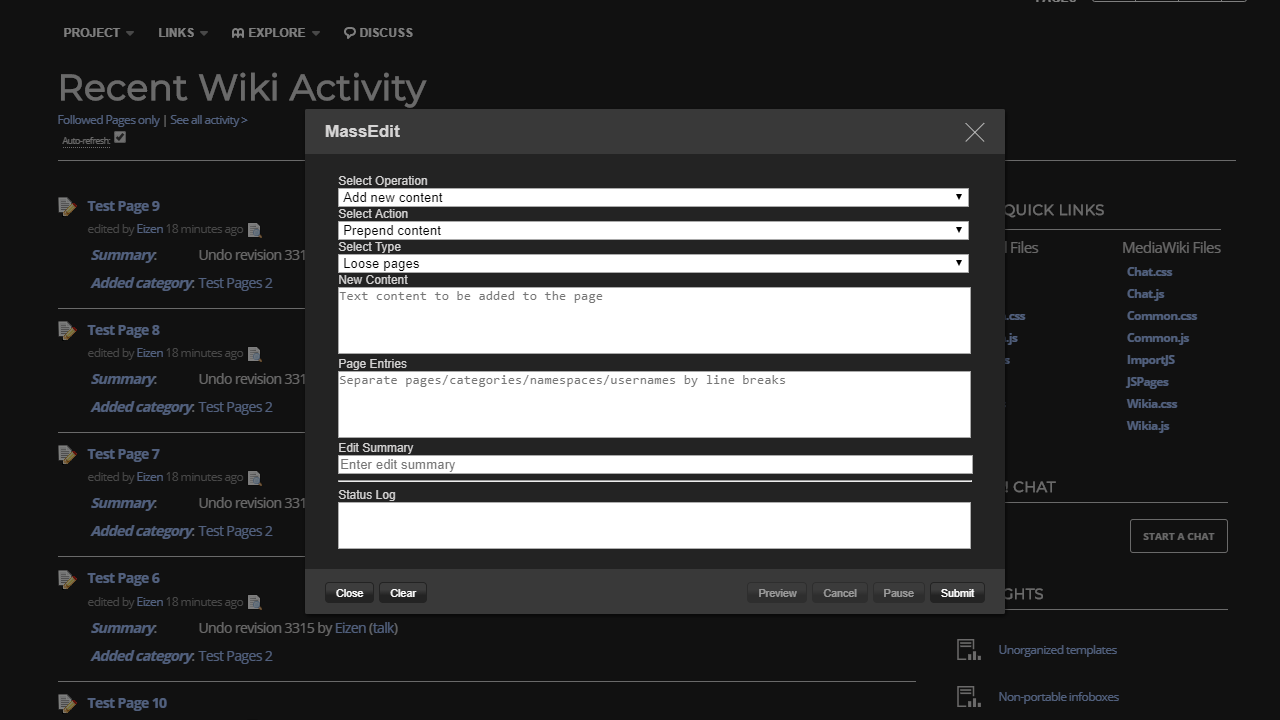 PROJECT LINKS EXPLORE DISCUSS
Recent Wiki Activity
Followed Pages only | See all activity >
Auto-refresh:
MassEdit
Select Operation
Add new content
Select Action
Prepend content
Select Type
Loose pages
New Content
Text content to be added to the page
Page Entries
Separate pages/categories/namespaces/usernames by line breaks
Edit Summary
Enter edit summary
Status Log
Close Clear Preview Cancel Pause Submit
Test Page 9
edited by Eizen 18 minutes ago
Summary: Undo revision 331
Added category: Test Pages 2
Test Page 8
edited by Eizen 18 minutes ago
Summary: Undo revision 331
Added category: Test Pages 2
Test Page 7
edited by Eizen 18 minutes ago
Summary: Undo revision 331
Added category: Test Pages 2
Test Page 6
edited by Eizen 18 minutes ago
Summary: Undo revision 3315 by Eizen (talk)
Added category: Test Pages 2
Test Page 10
QUICK LINKS
Files MediaWiki Files
Chat.css
Chat.js
.css Common.css
.js Common.js
ImportJS
JSPages
Wikia.css
Wikia.js
! CHAT
START A CHAT
GHTS
Unorganized templates
Non-portable infoboxes